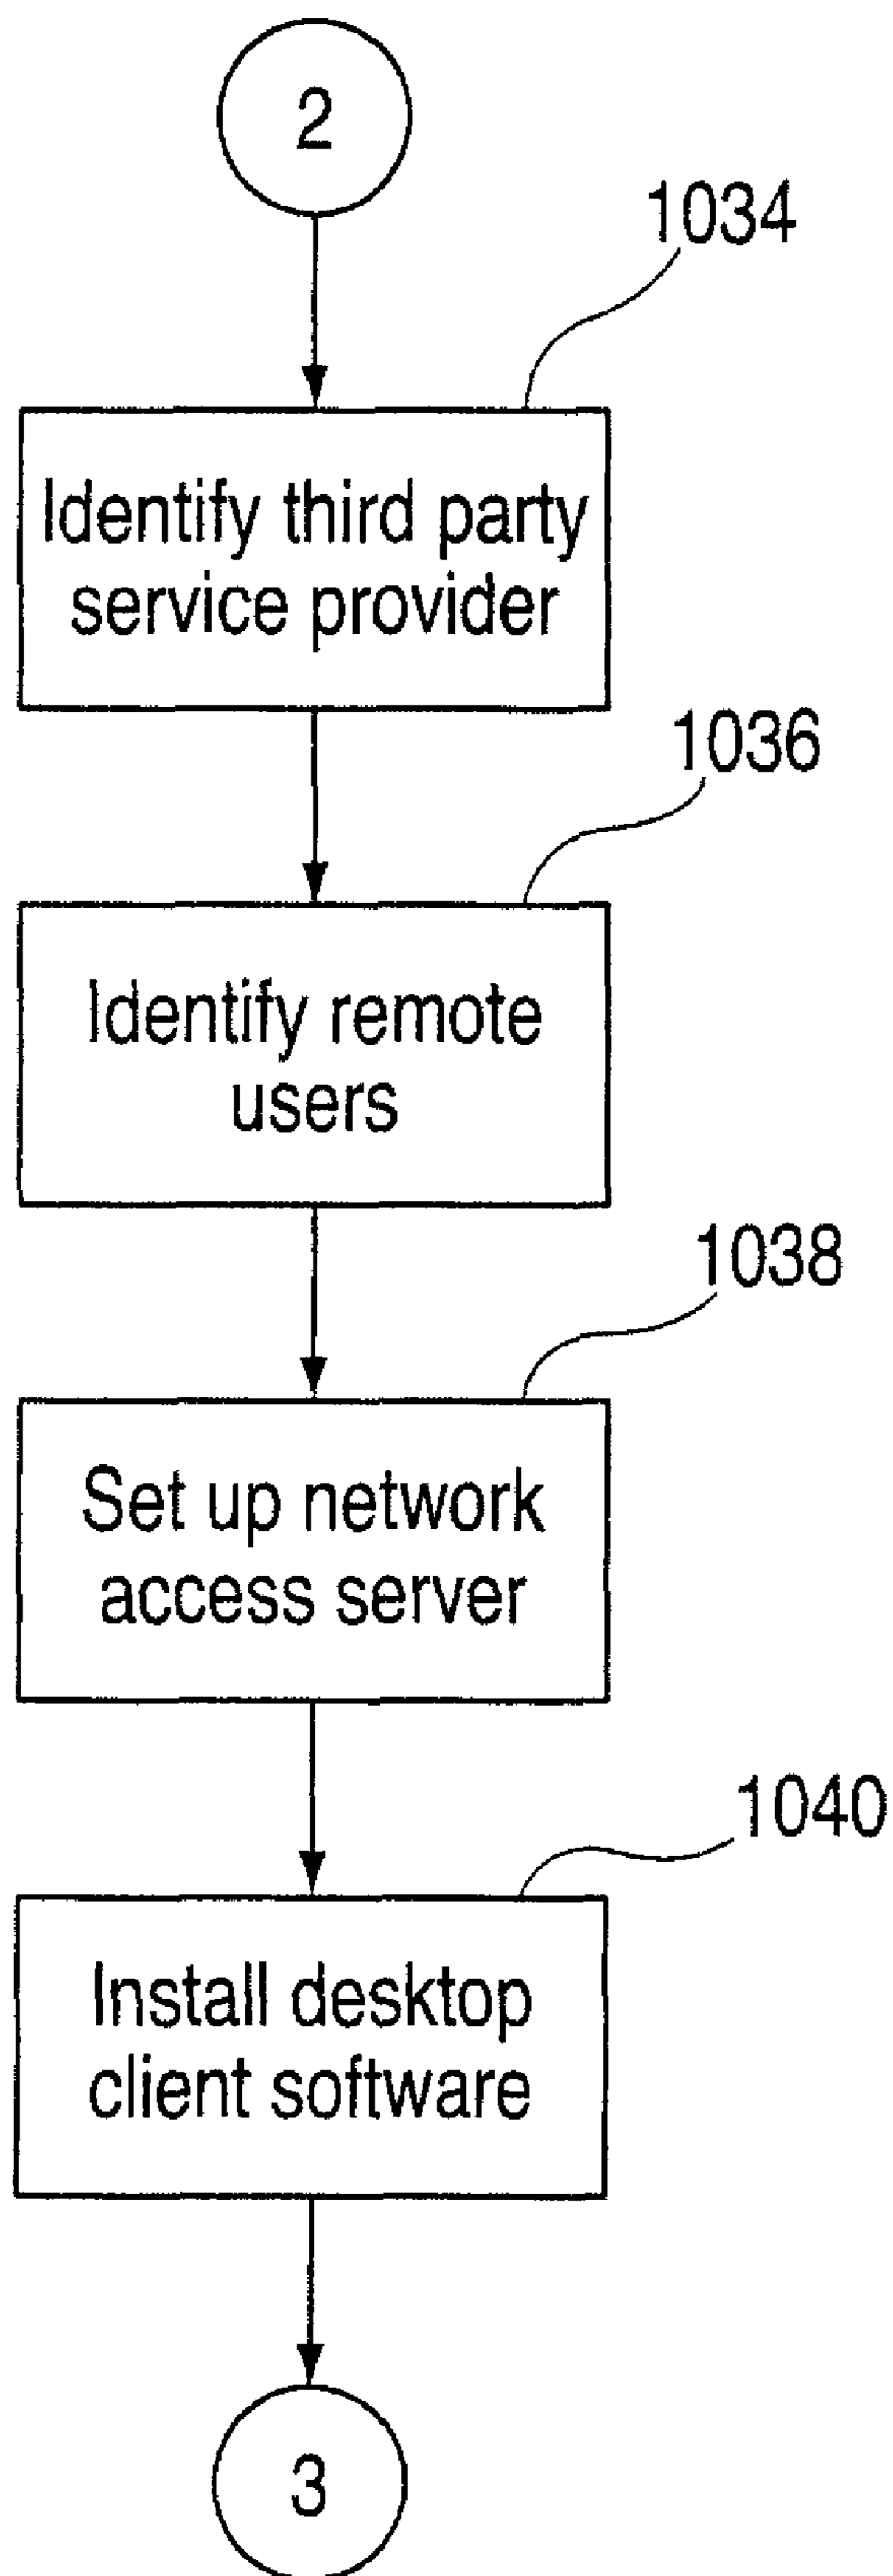 2
1034
Identify third party
service provider
1036
Identify remote
users
1038
Set up network
access server
1040
Install desktop
client software
3